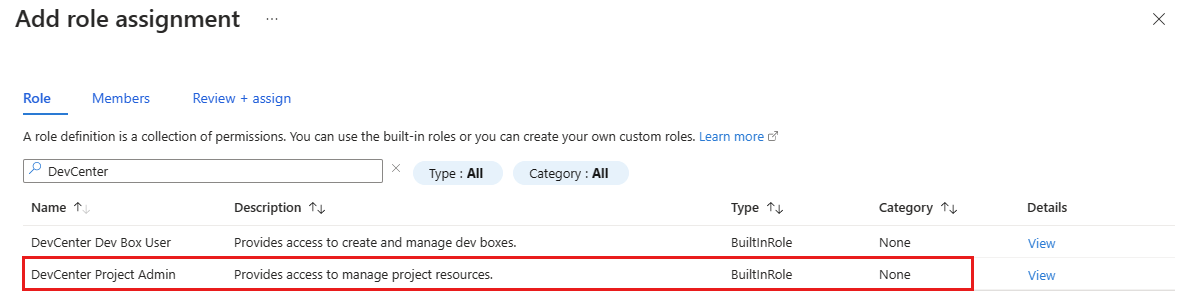 Add role assignment ...
Role Members Review + assign
A role definition is a collection of permissions. You can use the built-in roles or you can create your own custom roles. Learn more
DevCenter Type : All Category : All
Name Description Type Category Details
DevCenter Dev Box User Provides access to create and manage dev boxes. BuiltInRole None View
DevCenter Project Admin Provides access to manage project resources. BuiltInRole None View